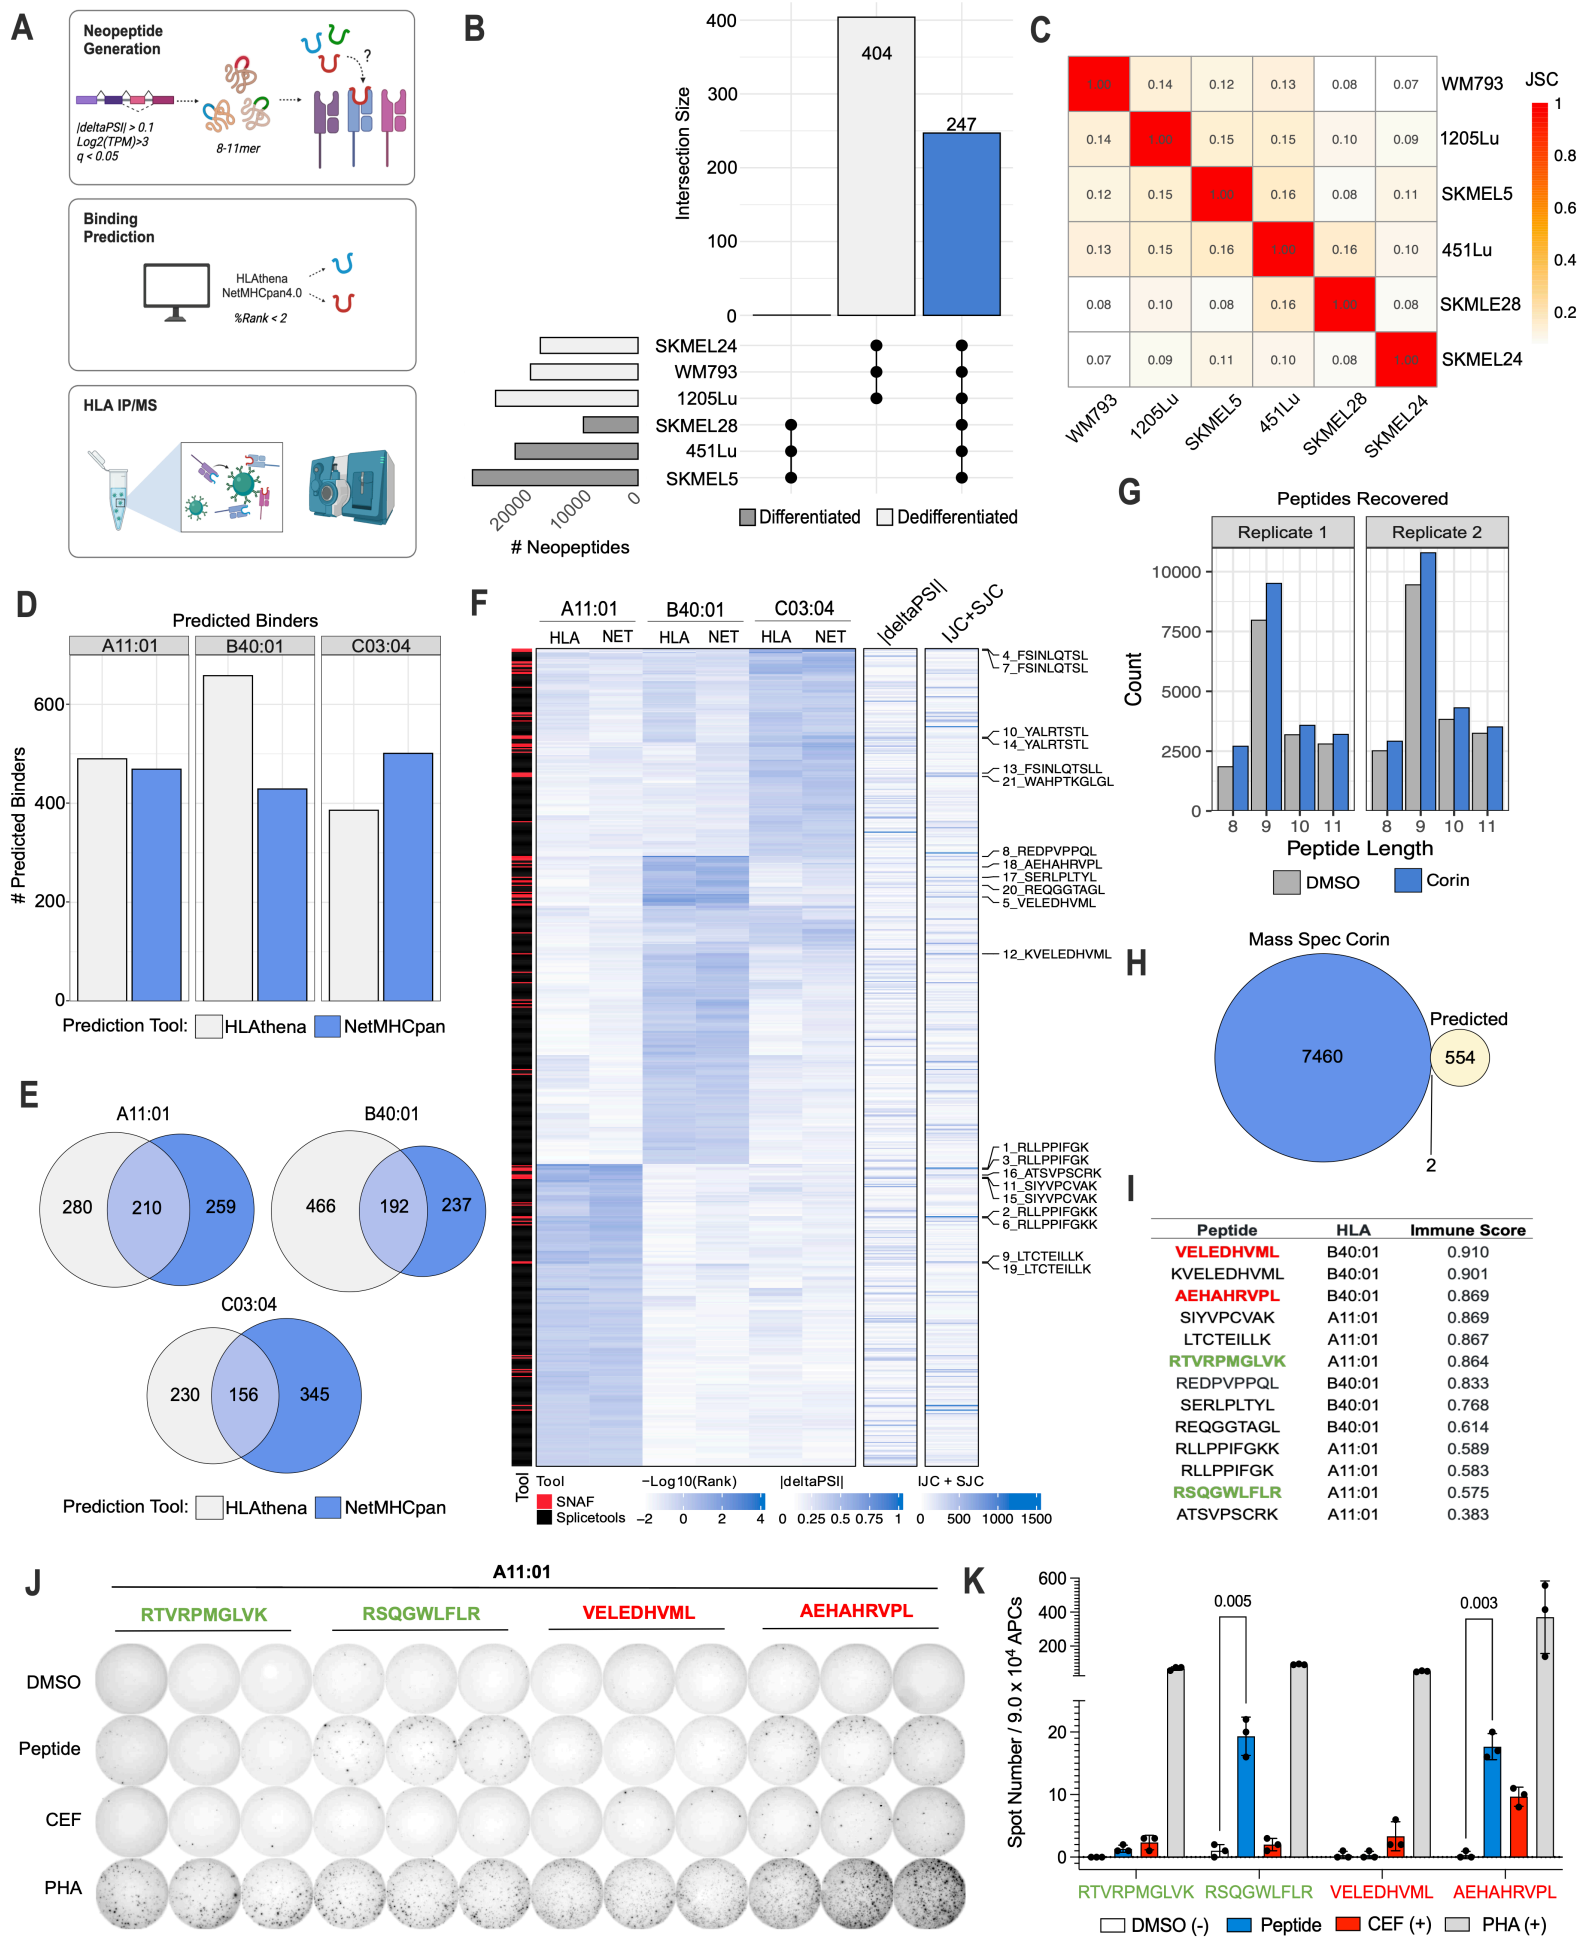 A
Neopeptide
Generation
|deltaPSI| > 0.1
Log2(TPM)>3
q < 0.05
8-11mer
?
Binding
Prediction
HLAthena
NetMHCpan4.0
%Rank < 2
HLA IP/MS
B
Intersection Size
400
300
200
100
0
404
247
SKMEL24
WM793
1205Lu
SKMEL28
451Lu
SKMEL5
20000
10000
0
# Neopeptides
Differentiated
Dedifferentiated
C
1.00 0.14 0.12 0.13 0.08 0.07 WM793
0.14 1.00 0.15 0.15 0.10 0.09 1205Lu
0.12 0.15 1.00 0.16 0.08 0.11 SKMEL5
0.13 0.15 0.16 1.00 0.16 0.10 451Lu
0.08 0.10 0.08 0.16 1.00 0.08 SKMLE28
0.07 0.09 0.11 0.10 0.08 1.00 SKMEL24
WM793
1205Lu
SKMEL5
451Lu
SKMEL28
SKMEL24
JSC
1
0.8
0.6
0.4
0.2
D
Predicted Binders
A11:01 B40:01 C03:04
# Predicted Binders
600
400
200
0
Prediction Tool: HLAthena NetMHCpan
E
A11:01
280 210 259
B40:01
466 192 237
C03:04
230 156 345
Prediction Tool: HLAthena NetMHCpan
F
A11:01 B40:01 C03:04
HLA NET HLA NET HLA NET
|deltaPSI|
IJC+SJC
4_FSINLQTSL
7_FSINLQTSL
10_YALRTSTL
14_YALRTSTL
13_FSINLQTSLL
21_WAHPTKGLGL
8_REDPVPPQL
18_AEHAHRVPL
17_SERLPLTYL
20_REQGGTAGL
5_VELEDHVML
12_KVELEDHVML
1_RLLPPIFGK
3_RLLPPIFGK
16_ATSVPSCRK
11_SIYVPCVAK
15_SIYVPCVAK
2_RLLPPIFGKK
6_RLLPPIFGKK
9_LTCTEILLK
19_LTCTEILLK
Tool
Tool
SNAF
Splicetools
−Log10(Rank)
−2 0 2 4
|deltaPSI|
0 0.25 0.5 0.75 1
IJC + SJC
0 500 1000 1500
G
Peptides Recovered
Replicate 1 Replicate 2
Count
10000
7500
5000
2500
0
8 9 10 11 8 9 10 11
Peptide Length
DMSO Corin
H
Mass Spec Corin
Predicted
7460
554
2
I
Peptide HLA Immune Score
VELEDHVML B40:01 0.910
KVELEDHVML B40:01 0.901
AEHAHRVPL B40:01 0.869
SIYVPCVAK A11:01 0.869
LTCTEILLK A11:01 0.867
RTVRPMGLVK A11:01 0.864
REDPVPPQL B40:01 0.833
SERLPLTYL B40:01 0.768
REQGGTAGL B40:01 0.614
RLLPPIFGKK A11:01 0.589
RLLPPIFGK A11:01 0.583
RSQGWLFLR A11:01 0.575
ATSVPSCRK A11:01 0.383
J
A11:01
RTVRPMGLVK RSQGWLFLR VELEDHVML AEHAHRVPL
DMSO
Peptide
CEF
PHA
K
Spot Number / 9.0 x 10⁴ APCs
600
400
200
20
10
0
0.005
0.003
RTVRPMGLVK RSQGWLFLR VELEDHVML AEHAHRVPL
DMSO (-) Peptide CEF (+) PHA (+)